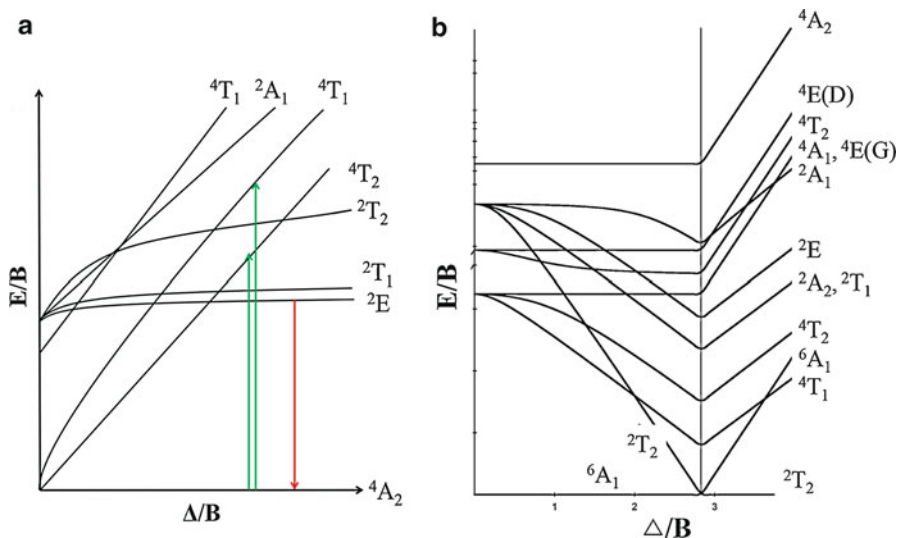 a
E/B
⁴T₁
²A₁
⁴T₁
⁴T₂
²T₂
²T₁
²E
⁴A₂
Δ/B
b
E/B
⁴A₂
⁴E(D)
⁴T₂
⁴A₁, ⁴E(G)
²A₁
²E
²A₂, ²T₁
⁴T₂
⁶A₁
⁴T₁
²T₂
⁶A₁
²T₂
1
2
3
△/B